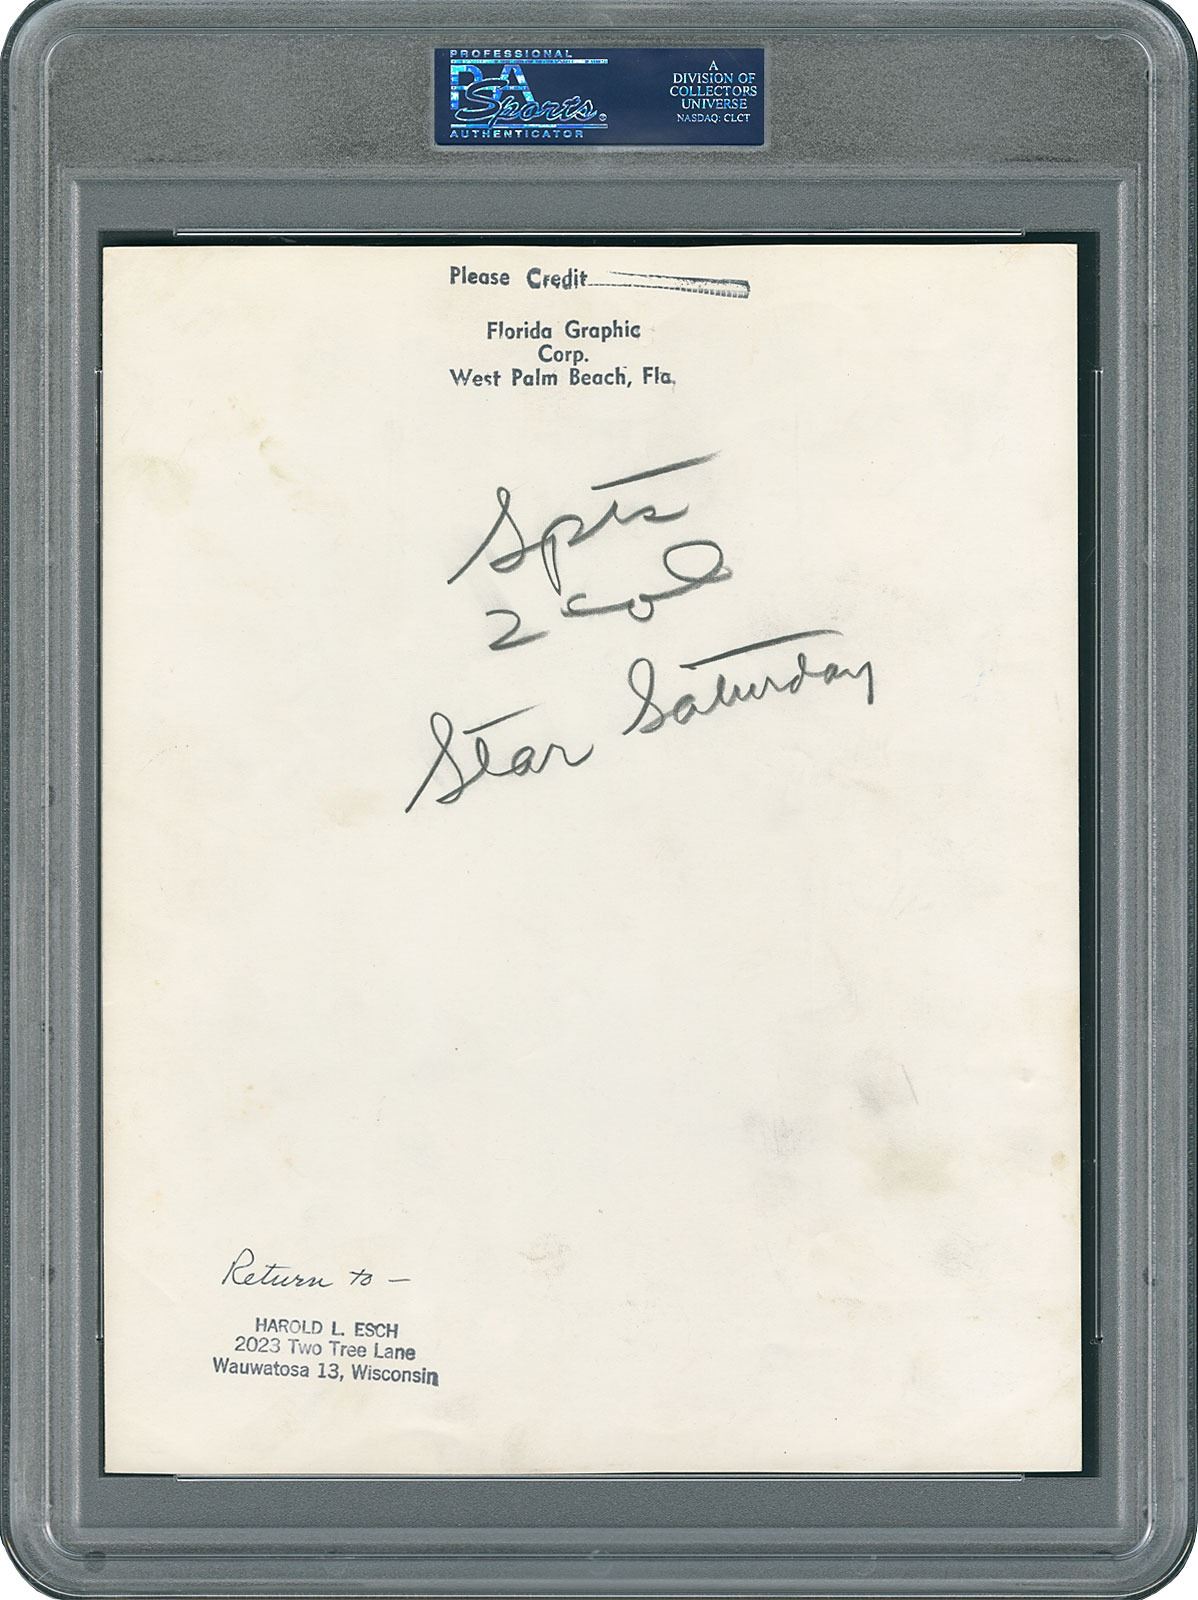 PROFESSIONAL
PSA
Sports®
AUTHENTICATOR
A
DIVISION OF
COLLECTORS
UNIVERSE
NASDAQ: CLCT
Please Credit
Florida Graphic
Corp.
West Palm Beach, Fla.
Spts
2 col
Star Saturday
Return to –
HAROLD L. ESCH
2023 Two Tree Lane
Wauwatosa 13, Wisconsin